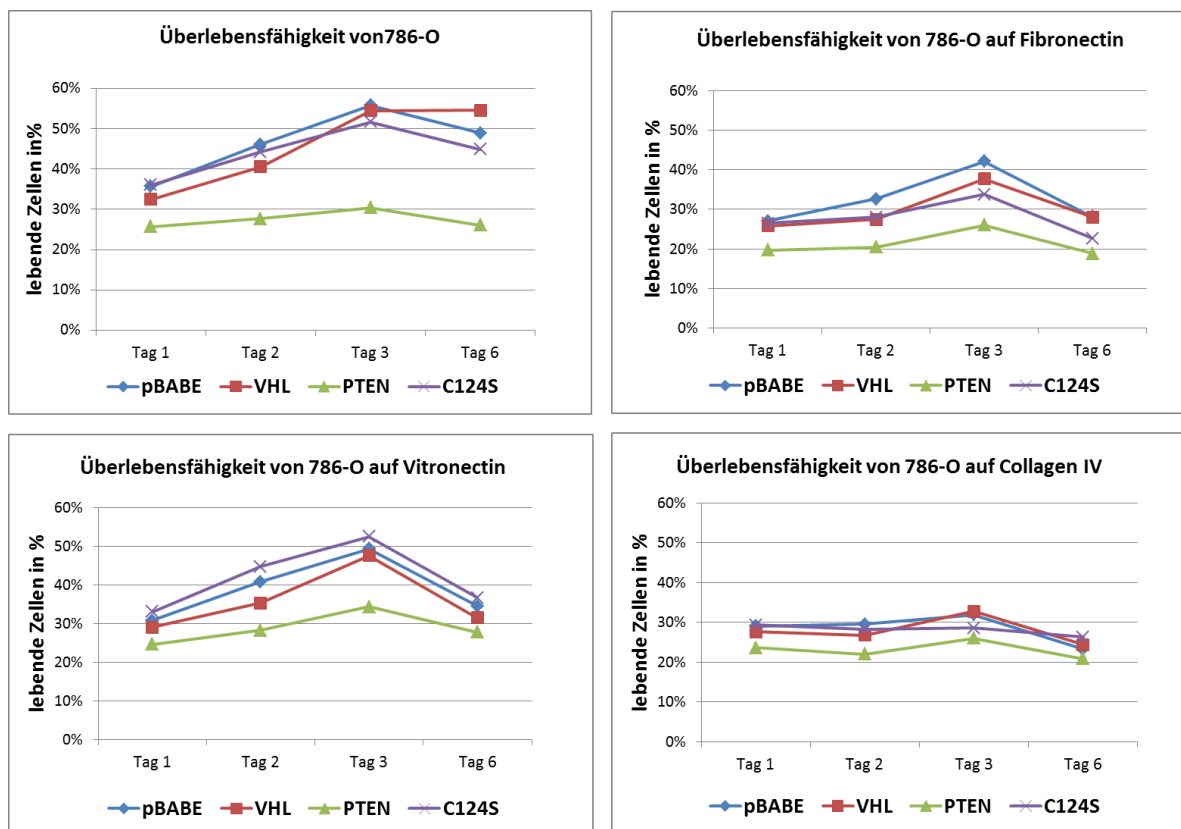 Überlebensfähigkeit von786-O
lebende Zellen in%
60%
50%
40%
30%
20%
10%
0%
Tag 1 Tag 2 Tag 3 Tag 6
pBABE VHL PTEN C124S
Überlebensfähigkeit von 786-O auf Fibronectin
lebende Zellen in %
60%
50%
40%
30%
20%
10%
0%
Tag 1 Tag 2 Tag 3 Tag 6
pBABE VHL PTEN C124S
Überlebensfähigkeit von 786-O auf Vitronectin
lebende Zellen in %
60%
50%
40%
30%
20%
10%
0%
Tag 1 Tag 2 Tag 3 Tag 6
pBABE VHL PTEN C124S
Überlebensfähigkeit von 786-O auf Collagen IV
lebende Zellen in %
60%
50%
40%
30%
20%
10%
0%
Tag 1 Tag 2 Tag 3 Tag 6
pBABE VHL PTEN C124S